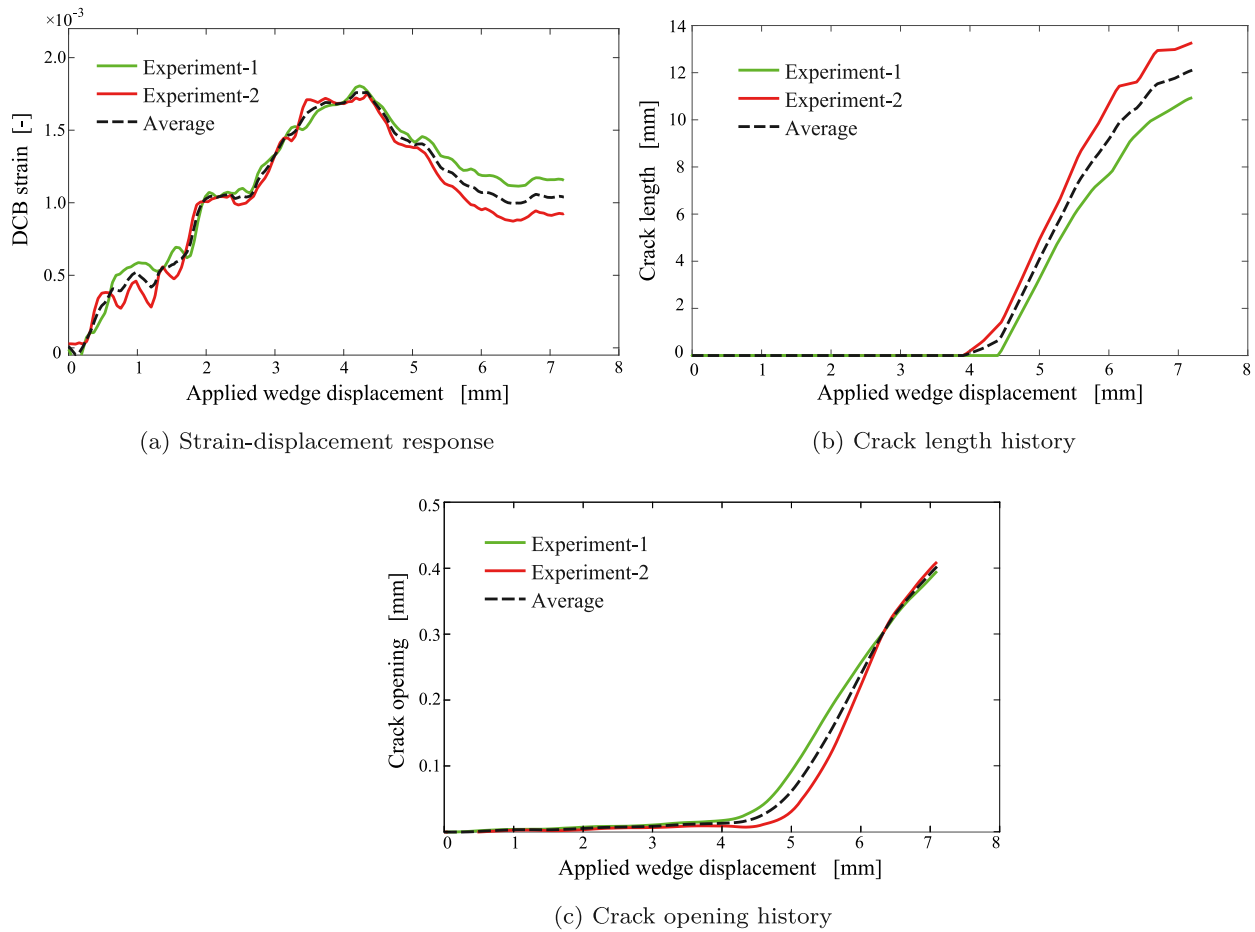 ×10⁻³
2.0
1.5
1.0
0.5
0
DCB strain [-]
Experiment-1
Experiment-2
Average
0 1 2 3 4 5 6 7 8
Applied wedge displacement [mm]
(a) Strain-displacement response
14
12
10
8
6
4
2
0
Crack length [mm]
Experiment-1
Experiment-2
Average
0 1 2 3 4 5 6 7 8
Applied wedge displacement [mm]
(b) Crack length history
0.5
0.4
0.3
0.2
0.1
Crack opening [mm]
Experiment-1
Experiment-2
Average
0 1 2 3 4 5 6 7 8
Applied wedge displacement [mm]
(c) Crack opening history